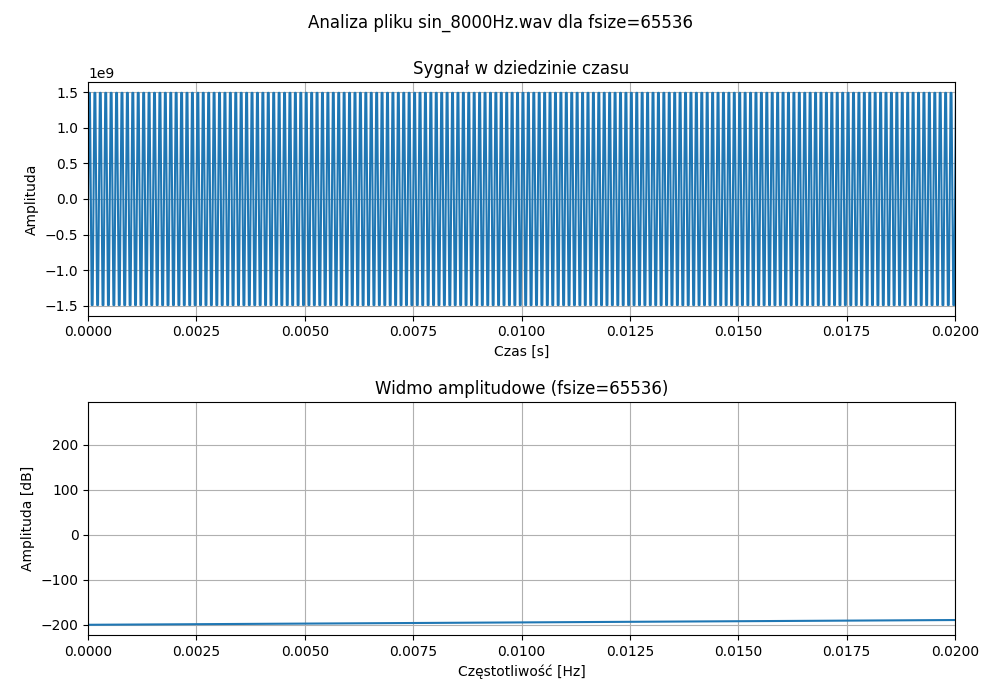 Analiza pliku sin_8000Hz.wav dla fsize=65536
Sygnał w dziedzinie czasu
1e9
1.5
1.0
0.5
0.0
−0.5
−1.0
−1.5
Amplituda
0.0000 0.0025 0.0050 0.0075 0.0100 0.0125 0.0150 0.0175 0.0200
Czas [s]
Widmo amplitudowe (fsize=65536)
200
100
0
−100
−200
Amplituda [dB]
0.0000 0.0025 0.0050 0.0075 0.0100 0.0125 0.0150 0.0175 0.0200
Częstotliwość [Hz]